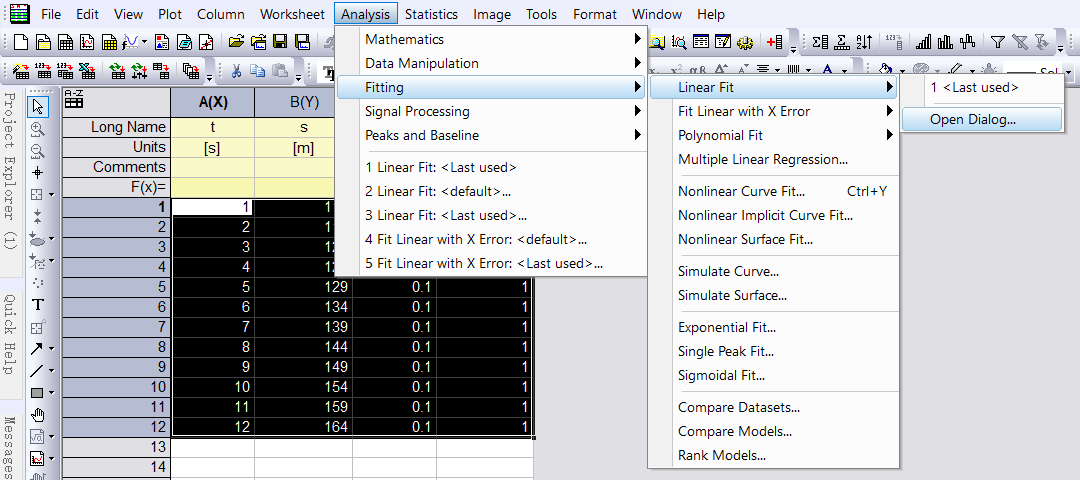 File Edit View Plot Column Worksheet Analysis Statistics Image Tools Format Window Help
Mathematics
Data Manipulation
Fitting
Signal Processing
Peaks and Baseline
1 Linear Fit: <Last used>
2 Linear Fit: <default>...
3 Linear Fit: <Last used>...
4 Fit Linear with X Error: <default>...
5 Fit Linear with X Error: <Last used>...
Linear Fit
Fit Linear with X Error
Polynomial Fit
Multiple Linear Regression...
Nonlinear Curve Fit... Ctrl+Y
Nonlinear Implicit Curve Fit...
Nonlinear Surface Fit...
Simulate Curve...
Simulate Surface...
Exponential Fit...
Single Peak Fit...
Sigmoidal Fit...
Compare Datasets...
Compare Models...
Rank Models...
1 <Last used>
Open Dialog...
Project Explorer (1)
Quick Help
Messages
A(X) B(Y)
Long Name t s
Units [s] [m]
Comments
F(x)=
1 1
2 2
3 3
4 4
5 5 129 0.1 1
6 6 134 0.1 1
7 7 139 0.1 1
8 8 144 0.1 1
9 9 149 0.1 1
10 10 154 0.1 1
11 11 159 0.1 1
12 12 164 0.1 1
13
14